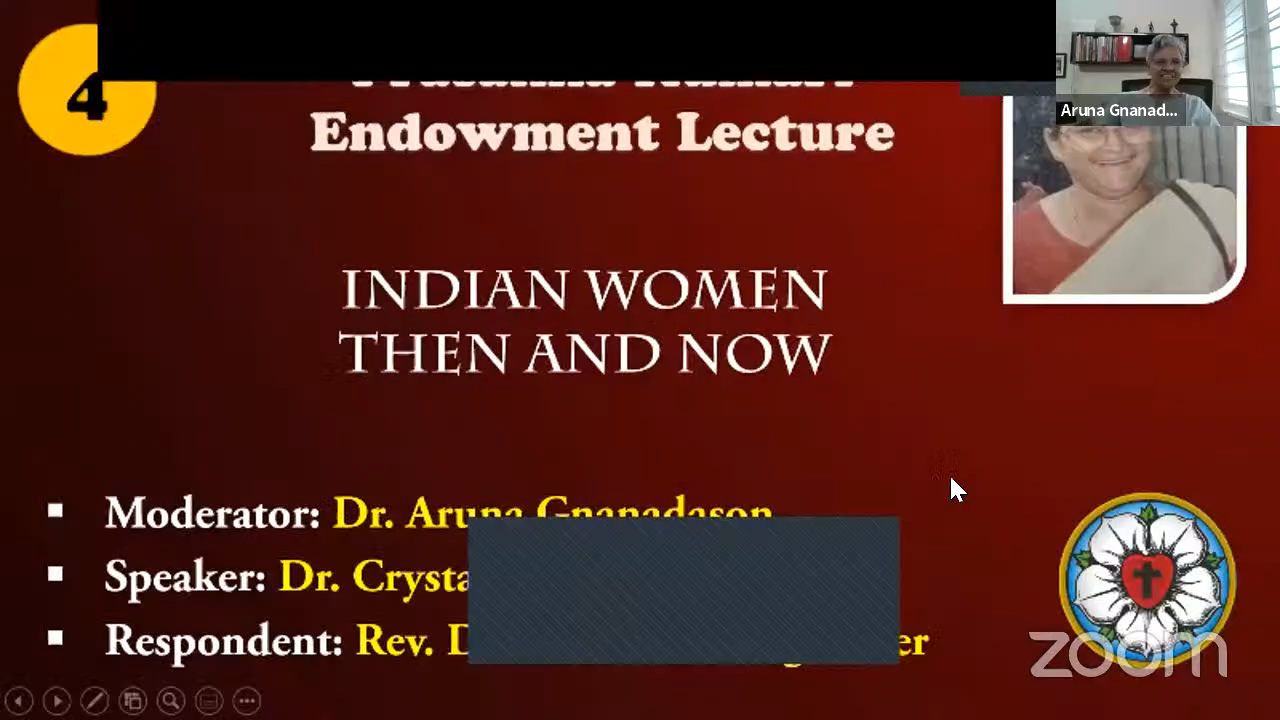 4
Endowment Lecture
Aruna Gnanad...
INDIAN WOMEN
THEN AND NOW
Moderator: Dr. Aruna Gnanadason
Speaker: Dr. Crysta
Respondent: Rev. D
er
zoom